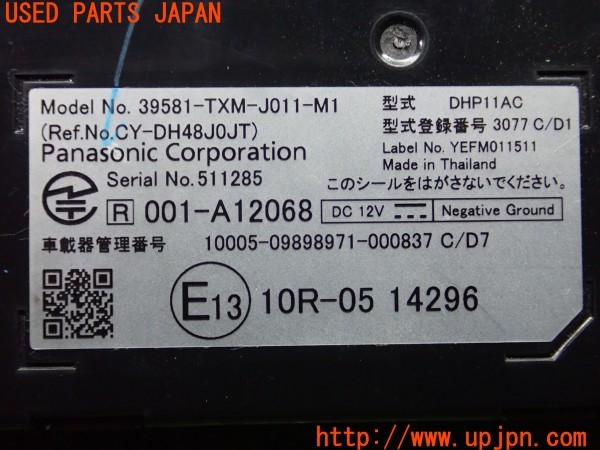 USED PARTS JAPAN
Model No. 39581-TXM-J011-M1
(Ref.No.CY-DH48J0JT)
Panasonic Corporation
Serial No.511285
型式 DHP11AC
型式登録番号 3077 C/D1
Label No. YEFM011511
Made in Thailand
このシールをはがさないでください。
R 001-A12068 DC 12V Negative Ground
車載器管理番号 10005-09898971-000837 C/D7
E13 10R-05 14296
UPJ
http://www.upjpn.com/